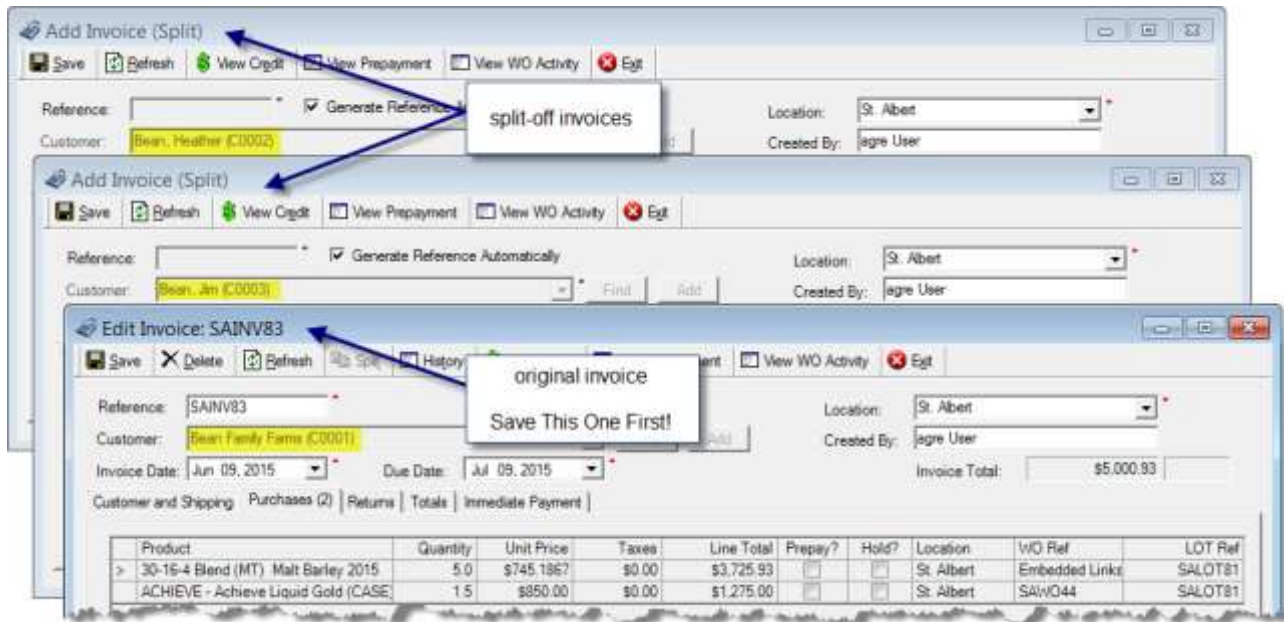 Add Invoice (Split)
Save Refresh View Credit View Prepayment View WO Activity Exit
Reference: * Generate Reference
split-off invoices
Location: St. Albert *
Customer: Bean, Heather (C0002)
Created By: agre User
Add Invoice (Split)
Save Refresh View Credit View Prepayment View WO Activity Exit
Reference: * Generate Reference Automatically Location: St. Albert *
Customer: Bean, Jim (C0003) * Find Add Created By: agre User
Edit Invoice: SAINV83
Save Delete Refresh Split History View WO Activity Exit
original invoice
Save This One First!
Reference: SAINV83 * Location: St. Albert *
Customer: Bean Family Farms (C0001) Add Created By: agre User
Invoice Date: Jun 09, 2015 * Due Date: Jul 09, 2015 * Invoice Total: $5,000.93
Customer and Shipping Purchases (2) Returns Totals Immediate Payment
Product Quantity Unit Price Taxes Line Total Prepay? Hold? Location WO Ref LOT Ref
> 30-16-4 Blend (MT) Malt Barley 2015 5.0 $745.1867 $0.00 $3,725.93 St. Albert Embedded Links SALOT81
ACHIEVE - Achieve Liquid Gold (CASE) 1.5 $850.00 $0.00 $1,275.00 St. Albert SAWO44 SALOT81